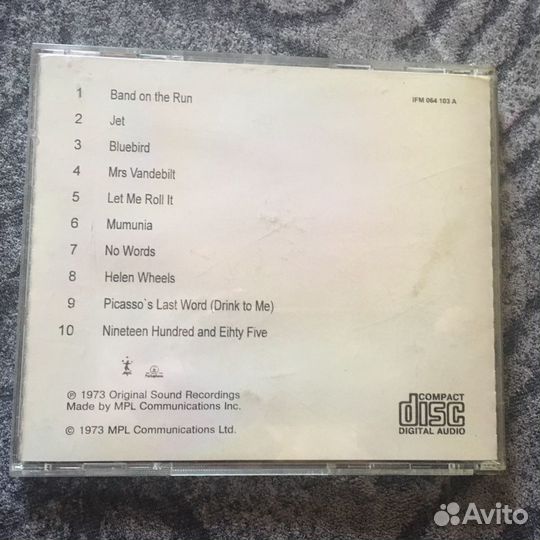 IFM 064 103 A
1 Band on the Run
2 Jet
3 Bluebird
4 Mrs Vandebilt
5 Let Me Roll It
6 Mumunia
7 No Words
8 Helen Wheels
9 Picasso`s Last Word (Drink to Me)
10 Nineteen Hundred and Eihty Five
Parlophone
℗ 1973 Original Sound Recordings
Made by MPL Communications Inc.
© 1973 MPL Communications Ltd.
COMPACT
disc
DIGITAL AUDIO
Avito